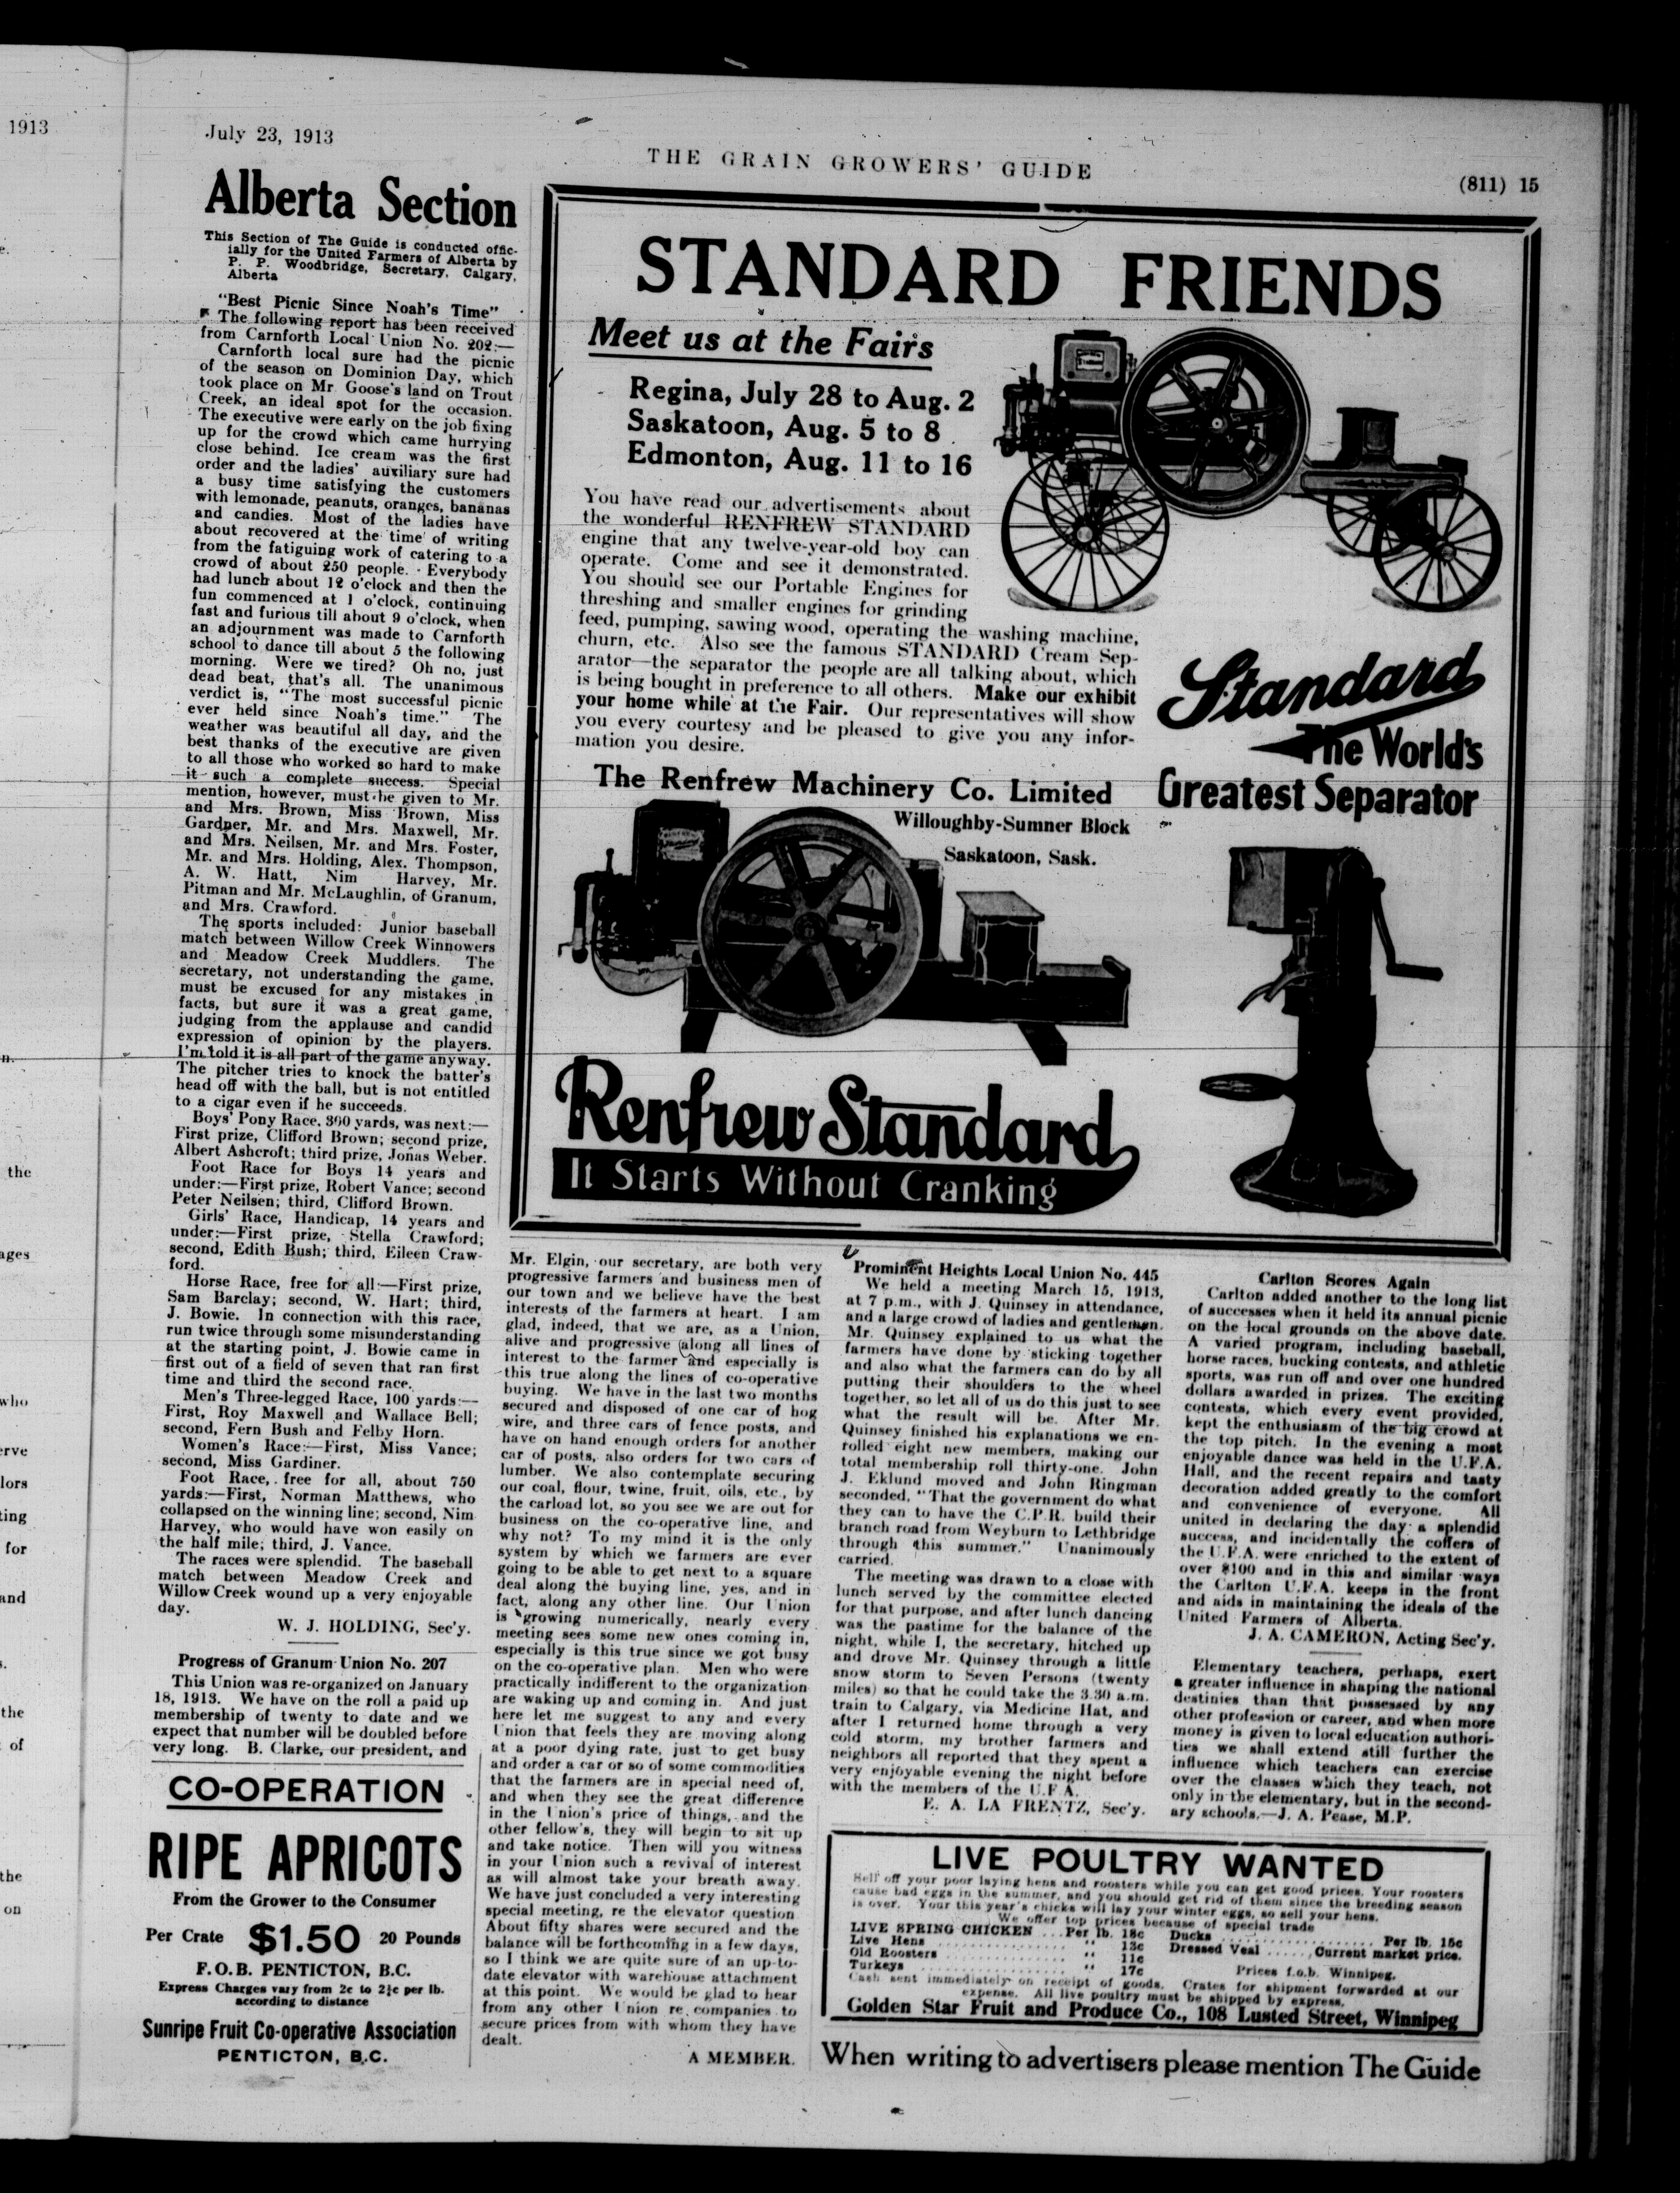 1913
July 23, 1913
THE GRAIN GROWERS' GUIDE
(811) 15
Alberta Section
This Section of The Guide is conducted offic-
ially for the United Farmers of Alberta by
P. P. Woodbridge, Secretary, Calgary,
Alberta
"Best Picnic Since Noah's Time"
The following report has been received
from Carnforth Local Union No. 202:—
Carnforth local sure had the picnic
of the season on Dominion Day, which
took place on Mr Goose's land on Trout
Creek, an ideal spot for the occasion.
The executive were early on the job fixing
up for the crowd which came hurrying
close behind. Ice cream was the first
order and the ladies' auxiliary sure had
a busy time satisfying the customers
with lemonade, peanuts, oranges, bananas
and candies. Most of the ladies have
about recovered at the time of writing
from the fatiguing work of catering to a
crowd of about 250 people. Everybody
had lunch about 12 o'clock and then the
fun commenced at 1 o'clock, continuing
fast and furious till about 9 o'clock, when
an adjournment was made to Carnforth
school to dance till about 5 the following
morning. Were we tired? Oh no, just
dead beat, that's all. The unanimous
verdict is, "The most successful picnic
ever held since Noah's time." The
weather was beautiful all day, and the
best thanks of the executive are given
to all those who worked so hard to make
it such a complete success. Special
mention, however, must be given to Mr.
and Mrs. Brown, Miss Brown, Miss
Gardner, Mr. and Mrs. Maxwell, Mr.
and Mrs. Neilsen, Mr. and Mrs. Foster,
Mr. and Mrs. Holding, Alex. Thompson,
A. W. Hatt, Nim Harvey, Mr.
Pitman and Mr. McLaughlin, of Granum,
and Mrs. Crawford.
The sports included: Junior baseball
match between Willow Creek Winnowers
and Meadow Creek Muddlers. The
secretary, not understanding the game,
must be excused for any mistakes in
facts, but sure it was a great game,
judging from the applause and candid
expression of opinion by the players.
I'm told it is all part of the game anyway.
The pitcher tries to knock the batter's
head off with the ball, but is not entitled
to a cigar even if he succeeds.
Boys' Pony Race, 300 yards, was next:—
First prize, Clifford Brown; second prize,
Albert Ashcroft; third prize, Jonas Weber.
Foot Race for Boys 14 years and
under:—First prize, Robert Vance; second
Peter Neilsen; third, Clifford Brown.
Girls' Race, Handicap, 14 years and
under:—First prize, Stella Crawford;
second, Edith Bush; third, Eileen Craw-
ford.
Horse Race, free for all:—First prize,
Sam Barclay; second, W. Hart; third,
J. Bowie. In connection with this race,
run twice through some misunderstanding
at the starting point, J. Bowie came in
first out of a field of seven that ran first
time and third the second race.
Men's Three-legged Race, 100 yards:—
First, Roy Maxwell and Wallace Bell;
second, Fern Bush and Felby Horn.
Women's Race:—First, Miss Vance;
second, Miss Gardiner.
Foot Race, free for all, about 750
yards:—First, Norman Matthews, who
collapsed on the winning line; second, Nim
Harvey, who would have won easily on
the half mile; third, J. Vance.
The races were splendid. The baseball
match between Meadow Creek and
Willow Creek wound up a very enjoyable
day.
W. J. HOLDING, Sec'y.
Progress of Granum Union No. 207
This Union was re-organized on January
18, 1913. We have on the roll a paid up
membership of twenty to date and we
expect that number will be doubled before
very long. B. Clarke, our president, and
CO-OPERATION
RIPE APRICOTS
From the Grower to the Consumer
Per Crate $1.50 20 Pounds
F.O.B. PENTICTON, B.C.
Express Charges vary from 2c to 2½c per lb.
according to distance
Sunripe Fruit Co-operative Association
PENTICTON, B.C.
STANDARD FRIENDS
Meet us at the Fairs
Regina, July 28 to Aug. 2
Saskatoon, Aug. 5 to 8
Edmonton, Aug. 11 to 16
You have read our advertisements about
the wonderful RENFREW STANDARD
engine that any twelve-year-old boy can
operate. Come and see it demonstrated.
You should see our Portable Engines for
threshing and smaller engines for grinding
feed, pumping, sawing wood, operating the washing machine,
churn, etc. Also see the famous STANDARD Cream Sep-
arator—the separator the people are all talking about, which
is being bought in preference to all others. Make our exhibit
your home while at the Fair. Our representatives will show
you every courtesy and be pleased to give you any infor-
mation you desire.
The Renfrew Machinery Co. Limited
Willoughby-Sumner Block
Saskatoon, Sask.
Standard
The World's
Greatest Separator
Renfrew Standard
It Starts Without Cranking
Mr. Elgin, our secretary, are both very
progressive farmers and business men of
our town and we believe have the best
interests of the farmers at heart. I am
glad, indeed, that we are, as a Union,
alive and progressive along all lines of
interest to the farmer and especially is
this true along the lines of co-operative
buying. We have in the last two months
secured and disposed of one car of hog
wire, and three cars of fence posts, and
have on hand enough orders for another
car of posts, also orders for two cars of
lumber. We also contemplate securing
our coal, flour, twine, fruit, oils, etc., by
the carload lot, so you see we are out for
business on the co-operative line, and
why not? To my mind it is the only
system by which we farmers are ever
going to be able to get next to a square
deal along the buying line, yes, and in
fact, along any other line. Our Union
is growing numerically, nearly every
meeting sees some new ones coming in,
especially is this true since we got busy
on the co-operative plan. Men who were
practically indifferent to the organization
are waking up and coming in. And just
here let me suggest to any and every
Union that feels they are moving along
at a poor dying rate, just to get busy
and order a car or so of some commodities
that the farmers are in special need of,
and when they see the great difference
in the Union's price of things, and the
other fellow's, they will begin to sit up
and take notice. Then will you witness
in your Union such a revival of interest
as will almost take your breath away.
We have just concluded a very interesting
special meeting, re the elevator question
About fifty shares were secured and the
balance will be forthcoming in a few days,
so I think we are quite sure of an up-to-
date elevator with warehouse attachment
at this point. We would be glad to hear
from any other Union re companies to
secure prices from with whom they have
dealt.
A MEMBER.
Prominent Heights Local Union No. 445
We held a meeting March 15, 1913,
at 7 p.m., with J. Quinsey in attendance,
and a large crowd of ladies and gentlemen.
Mr. Quinsey explained to us what the
farmers have done by sticking together
and also what the farmers can do by all
putting their shoulders to the wheel
together, so let all of us do this just to see
what the result will be. After Mr.
Quinsey finished his explanations we en-
rolled eight new members, making our
total membership roll thirty-one. John
J. Eklund moved and John Ringman
seconded, "That the government do what
they can to have the C.P.R. build their
branch road from Weyburn to Lethbridge
through this summer." Unanimously
carried.
The meeting was drawn to a close with
lunch served by the committee elected
for that purpose, and after lunch dancing
was the pastime for the balance of the
night, while I, the secretary, hitched up
and drove Mr. Quinsey through a little
snow storm to Seven Persons (twenty
miles) so that he could take the 3.30 a.m.
train to Calgary, via Medicine Hat, and
after I returned home through a very
cold storm, my brother farmers and
neighbors all reported that they spent a
very enjoyable evening the night before
with the members of the U.F.A.
E. A. LA FRENTZ, Sec'y.
Carlton Scores Again
Carlton added another to the long list
of successes when it held its annual picnic
on the local grounds on the above date.
A varied program, including baseball,
horse races, bucking contests, and athletic
sports, was run off and over one hundred
dollars awarded in prizes. The exciting
contests, which every event provided,
kept the enthusiasm of the big crowd at
the top pitch. In the evening a most
enjoyable dance was held in the U.F.A.
Hall, and the recent repairs and tasty
decoration added greatly to the comfort
and convenience of everyone. All
united in declaring the day a splendid
success, and incidentally the coffers of
the U.F.A. were enriched to the extent of
over $100 and in this and similar ways
the Carlton U.F.A. keeps in the front
and aids in maintaining the ideals of the
United Farmers of Alberta.
J. A. CAMERON, Acting Sec'y.
Elementary teachers, perhaps, exert
a greater influence in shaping the national
destinies than that possessed by any
other profession or career, and when more
money is given to local education authori-
ties we shall extend still further the
influence which teachers can exercise
over the classes which they teach, not
only in the elementary, but in the second-
ary schools.—J. A. Pease, M.P.
LIVE POULTRY WANTED
Sell off your poor laying hens and roosters while you can get good prices. Your roosters
cause bad eggs in the summer, and you should get rid of them since the breeding season
is over. Your this year's chicks will lay your winter eggs, so sell your hens.
We offer top prices because of special trade
LIVE SPRING CHICKEN ... Per lb. 18c
Live Hens .......... " 13c
Old Roosters .......... " 11c
Turkeys .......... " 17c
Ducks .......... Per lb. 15c
Dressed Veal ...... Current market price.
Prices f.o.b. Winnipeg.
Cash sent immediately on receipt of goods. Crates for shipment forwarded at our
expense. All live poultry must be shipped by express.
Golden Star Fruit and Produce Co., 108 Lusted Street, Winnipeg
When writing to advertisers please mention The Guide